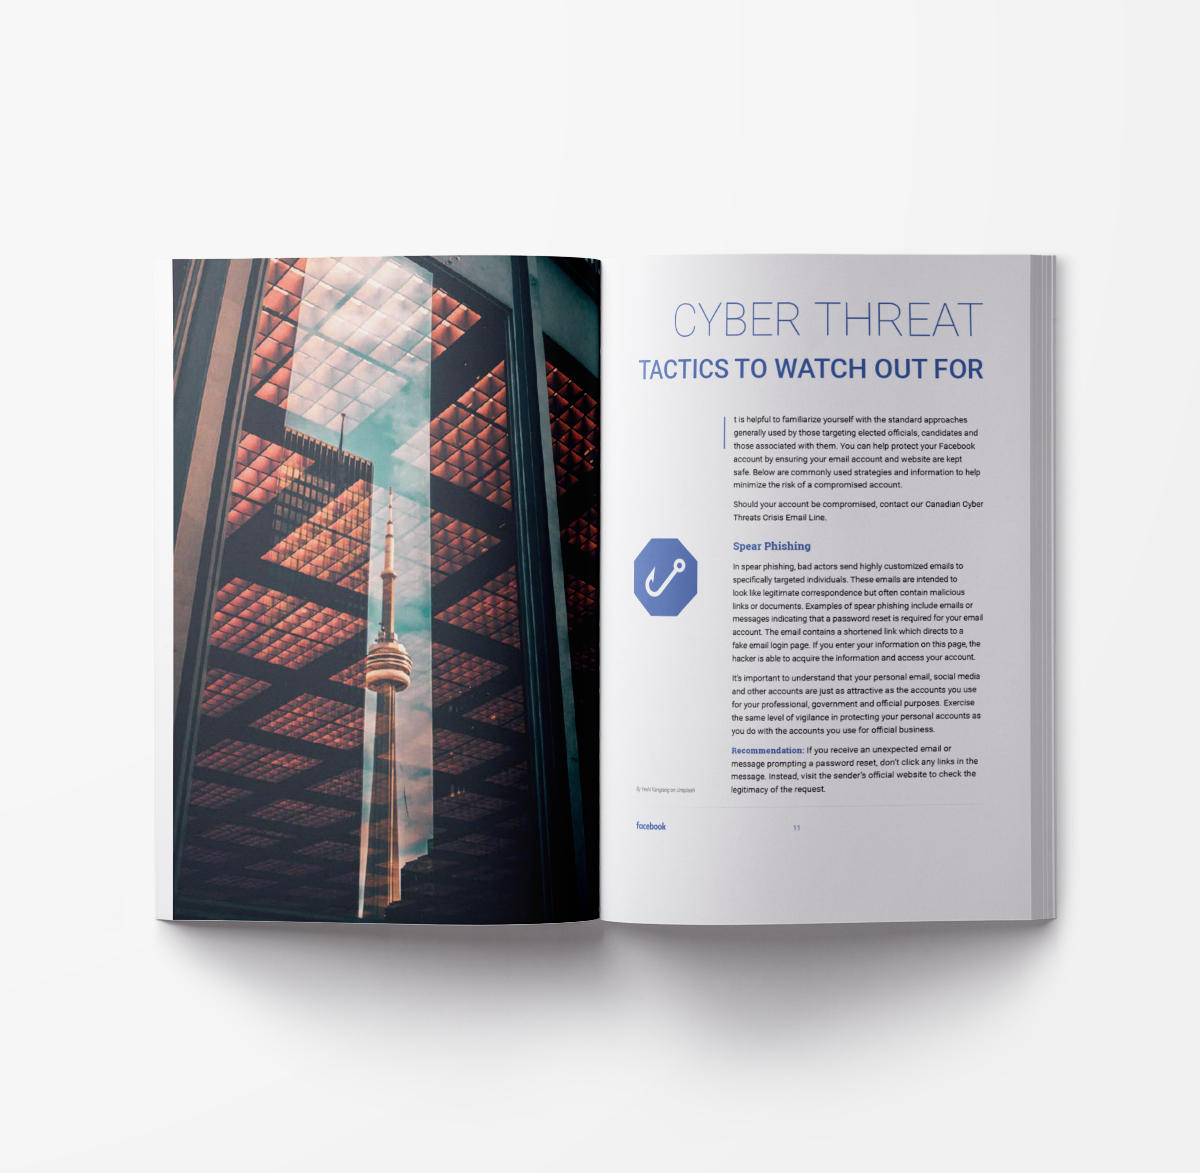 CYBER THREAT
TACTICS TO WATCH OUT FOR
It is helpful to familiarize yourself with the standard approaches
generally used by those targeting elected officials, candidates and
those associated with them. You can help protect your Facebook
account by ensuring your email account and website are kept
safe. Below are commonly used strategies and information to help
minimize the risk of a compromised account.
Should your account be compromised, contact our Canadian Cyber
Threats Crisis Email Line.
Spear Phishing
In spear phishing, bad actors send highly customized emails to
specifically targeted individuals. These emails are intended to
look like legitimate correspondence but often contain malicious
links or documents. Examples of spear phishing include emails or
messages indicating that a password reset is required for your email
account. The email contains a shortened link which directs to a
fake email login page. If you enter your information on this page, the
hacker is able to acquire the information and access your account.
It's important to understand that your personal email, social media
and other accounts are just as attractive as the accounts you use
for your professional, government and official purposes. Exercise
the same level of vigilance in protecting your personal accounts as
you do with the accounts you use for official business.
Recommendation: If you receive an unexpected email or
message prompting a password reset, don't click any links in the
message. Instead, visit the sender's official website to check the
legitimacy of the request.
By Yeshi Kangrang on Unsplash
facebook
11